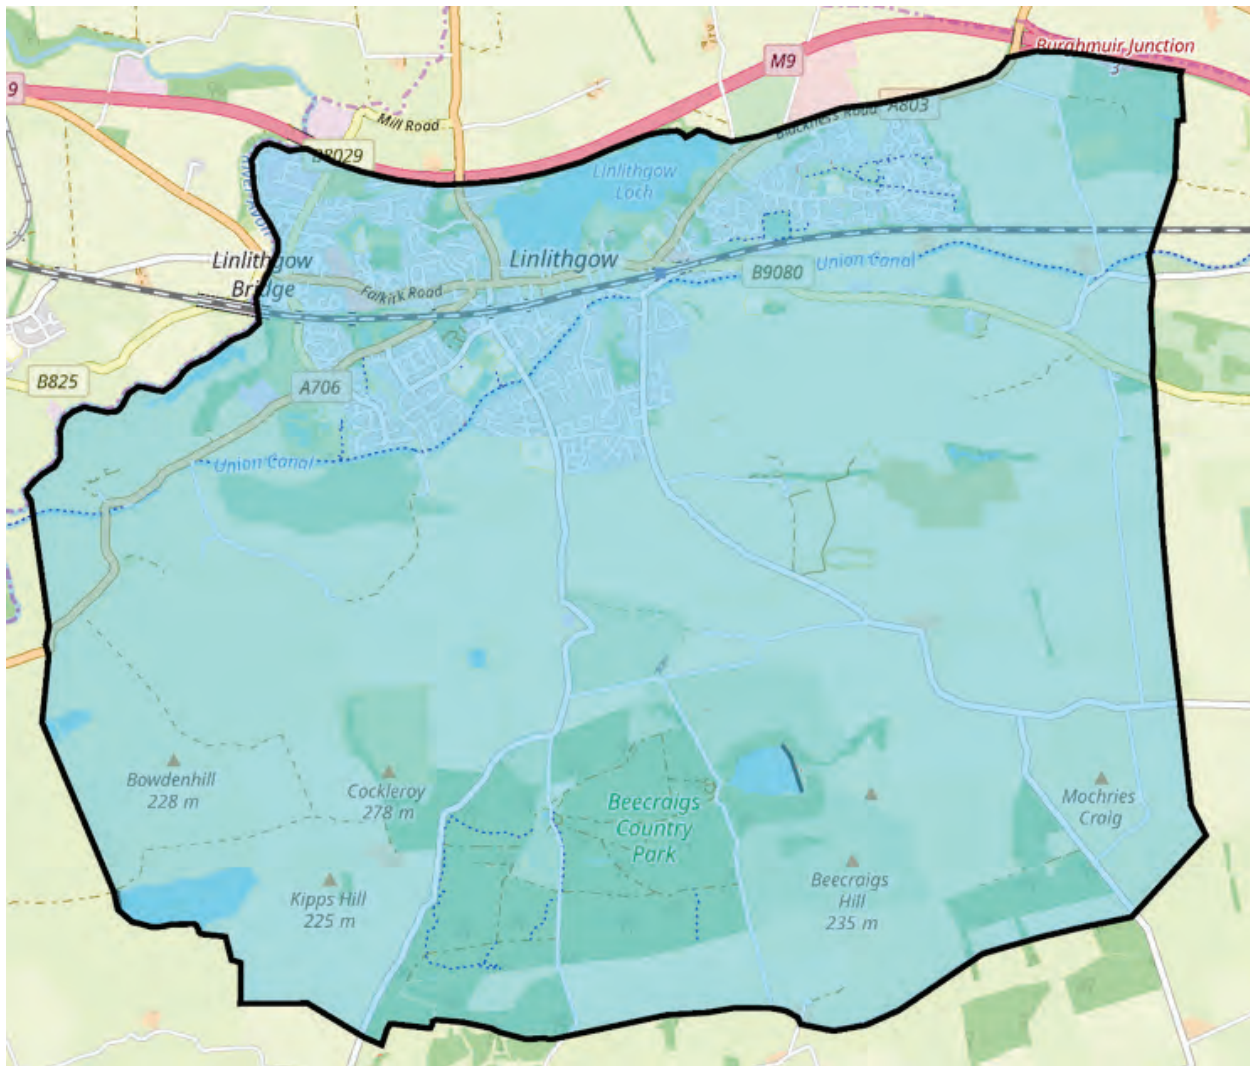 Burghmuir Junction
3
M9
9
A803
Blackness Road
Mill Road
B8029
River Avon
Linlithgow
Loch
Linlithgow
Bridge
Linlithgow
Union Canal
B9080
Falkirk Road
B825
A706
Union Canal
Bowdenhill
228 m
Cockleroy
278 m
Beecraigs
Country
Park
Mochries
Craig
Kipps Hill
225 m
Beecraigs
Hill
235 m